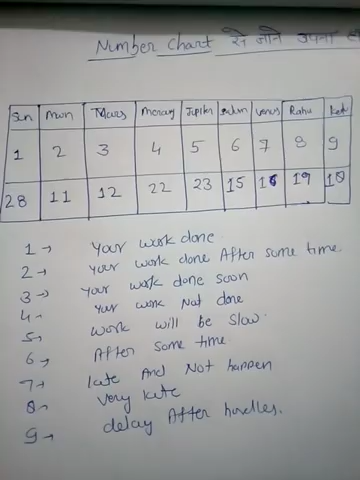 Number Chart से जाने अपना
Sun Mun Mars Mercury Jupiter Satun Venus Rahu Ketu
1 2 3 4 5 6 7 8 9
28 11 12 22 23 15 16 19 10
1→ Your work done
2→ Your work done After some time
3→ Your work done soon
4→ Your work Not done
5→ work will be slow.
6→ After some time
7→ late And Not happen
8→ very late
9→ delay After hurdles.